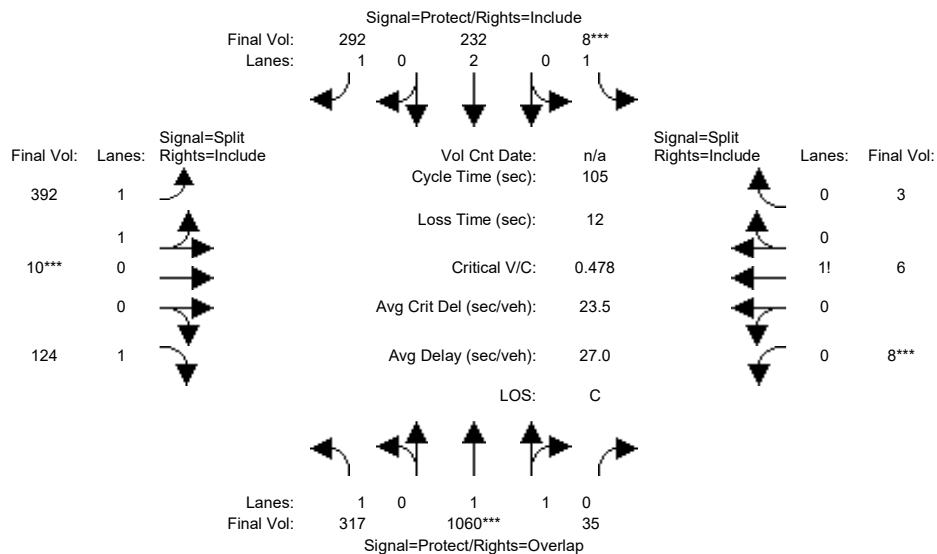 Signal=Protect/Rights=Include
Final Vol: 292 232 8***
Lanes: 1 0 2 0 1
Signal=Split
Final Vol: Lanes: Rights=Include
Vol Cnt Date: n/a
Signal=Split
Rights=Include Lanes: Final Vol:
Cycle Time (sec): 105
392 1
0 3
Loss Time (sec): 12
1
0
10*** 0
Critical V/C: 0.478
1! 6
0
Avg Crit Del (sec/veh): 23.5
0
124 1
Avg Delay (sec/veh): 27.0
0 8***
LOS: C
Lanes: 1 0 1 1 0
Final Vol: 317 1060*** 35
Signal=Protect/Rights=Overlap